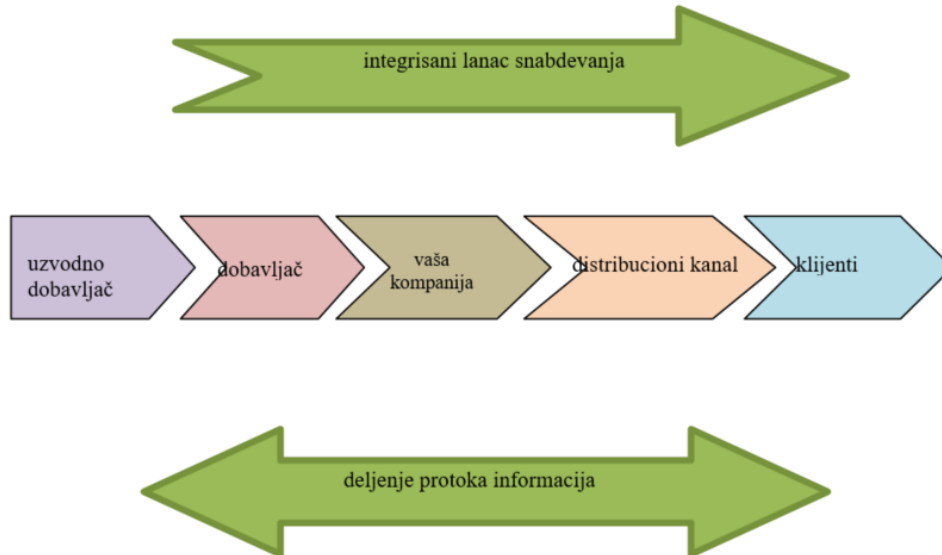 integrisani lanac snabdevanja
uzvodno
dobavljač
dobavljač
vaša
kompanija
distribucioni kanal
klijenti
deljenje protoka informacija